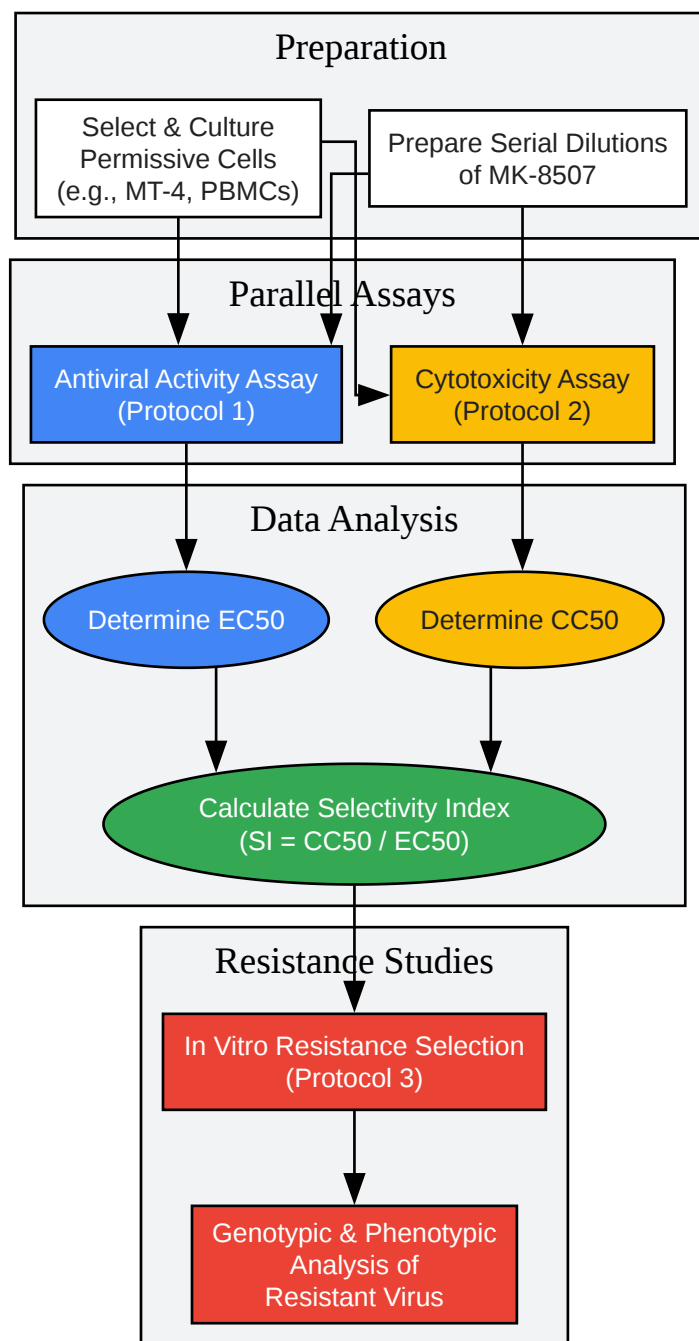 Preparation
Select & Culture
Permissive Cells
(e.g., MT-4, PBMCs)
Prepare Serial Dilutions
of MK-8507
Parallel Assays
Antiviral Activity Assay
(Protocol 1)
Cytotoxicity Assay
(Protocol 2)
Data Analysis
Determine EC50
Determine CC50
Calculate Selectivity Index
(SI = CC50 / EC50)
Resistance Studies
In Vitro Resistance Selection
(Protocol 3)
Genotypic & Phenotypic
Analysis of
Resistant Virus